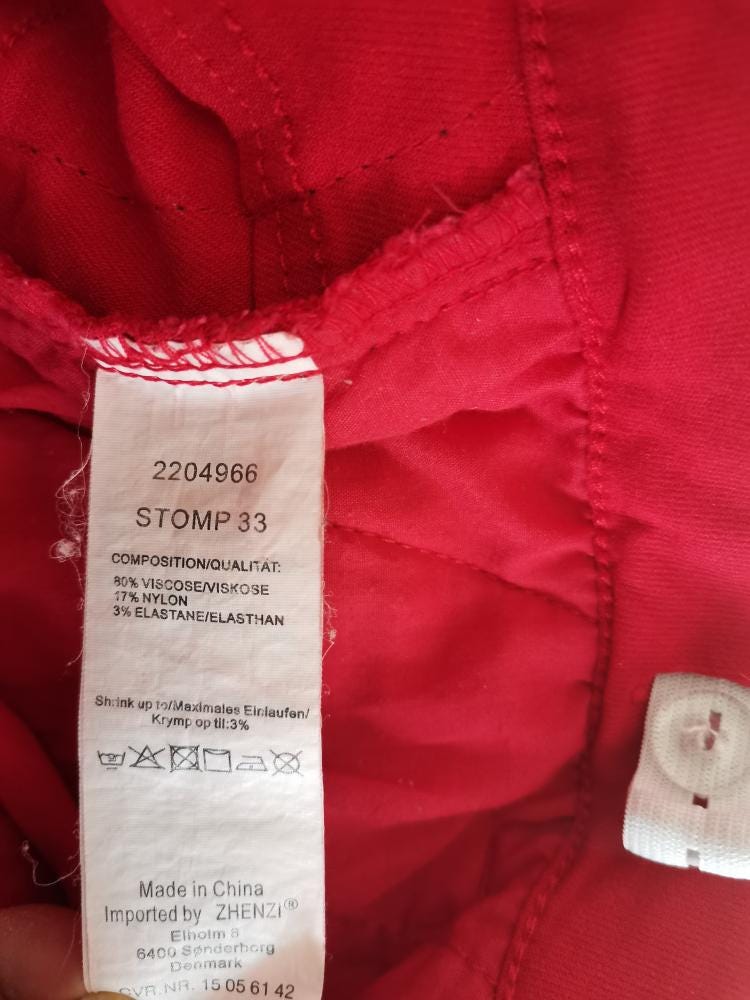 2204966
STOMP 33
COMPOSITION/QUALITÄT:
80% VISCOSE/VISKOSE
17% NYLON
3% ELASTANE/ELASTHAN
Shrink up to/Maximales Einlaufen/
Krymp op til:3%
Made in China
Imported by ZHENZI®
Elholm 8
6400 Sønderborg
Denmark
CVR.NR. 15 05 61 42